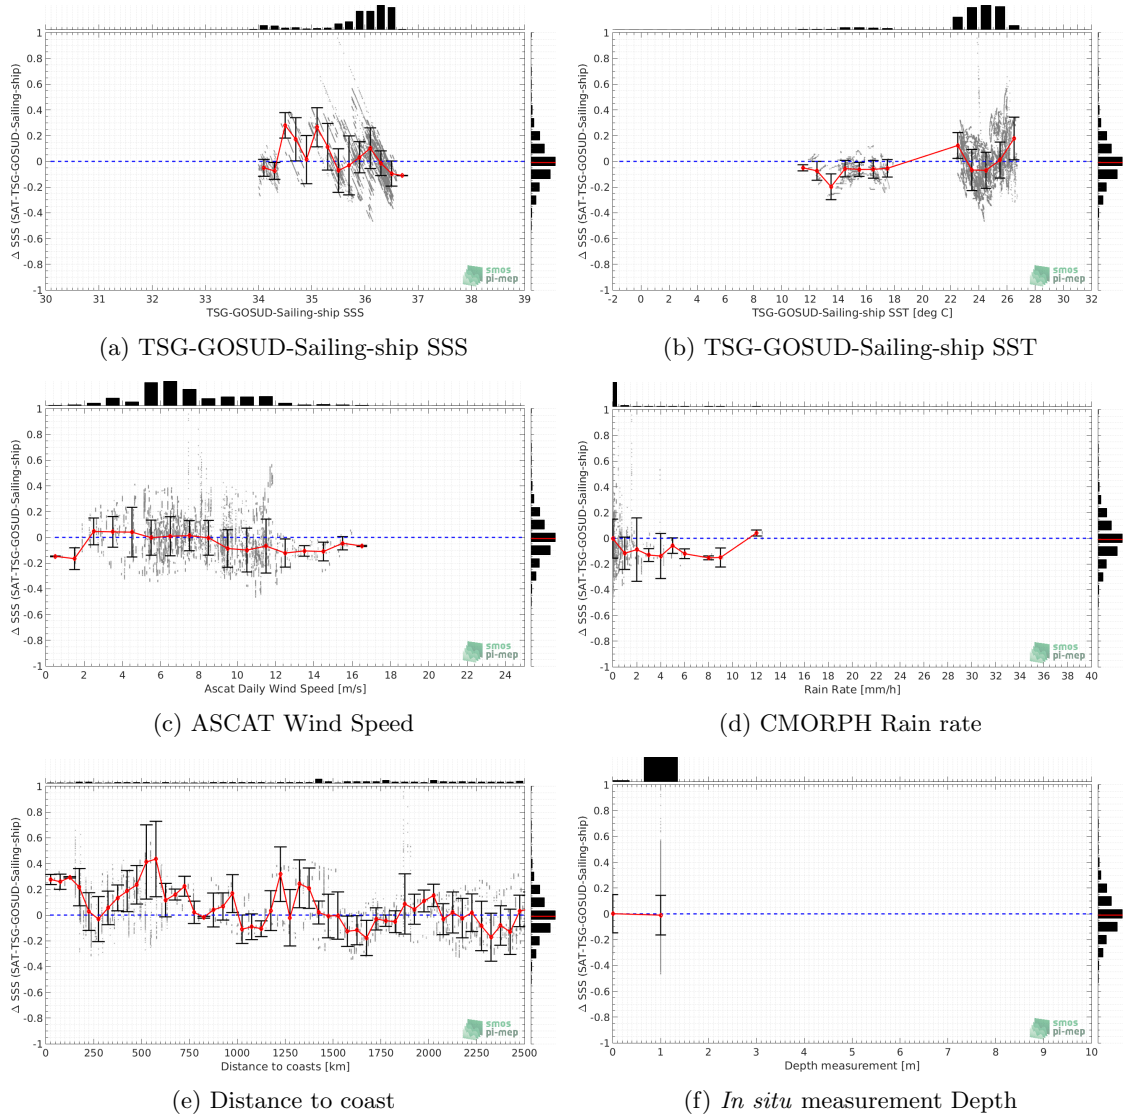 1
0.8
0.6
0.4
0.2
0
-0.2
-0.4
-0.6
-0.8
-1
Δ SSS (SAT-TSG-GOSUD-Sailing-ship)
30 31 32 33 34 35 36 37 38 39
TSG-GOSUD-Sailing-ship SSS
smos
pi-mep
(a) TSG-GOSUD-Sailing-ship SSS
1
0.8
0.6
0.4
0.2
0
-0.2
-0.4
-0.6
-0.8
-1
Δ SSS (SAT-TSG-GOSUD-Sailing-ship)
-2 0 2 4 6 8 10 12 14 16 18 20 22 24 26 28 30 32
TSG-GOSUD-Sailing-ship SST [deg C]
smos
pi-mep
(b) TSG-GOSUD-Sailing-ship SST
1
0.8
0.6
0.4
0.2
0
-0.2
-0.4
-0.6
-0.8
-1
Δ SSS (SAT-TSG-GOSUD-Sailing-ship)
0 2 4 6 8 10 12 14 16 18 20 22 24
Ascat Daily Wind Speed [m/s]
smos
pi-mep
(c) ASCAT Wind Speed
1
0.8
0.6
0.4
0.2
0
-0.2
-0.4
-0.6
-0.8
-1
Δ SSS (SAT-TSG-GOSUD-Sailing-ship)
0 2 4 6 8 10 12 14 16 18 20 22 24 26 28 30 32 34 36 38 40
Rain Rate [mm/h]
smos
pi-mep
(d) CMORPH Rain rate
1
0.8
0.6
0.4
0.2
0
-0.2
-0.4
-0.6
-0.8
-1
Δ SSS (SAT-TSG-GOSUD-Sailing-ship)
0 250 500 750 1000 1250 1500 1750 2000 2250 2500
Distance to coasts [km]
smos
pi-mep
(e) Distance to coast
1
0.8
0.6
0.4
0.2
0
-0.2
-0.4
-0.6
-0.8
-1
Δ SSS (SAT-TSG-GOSUD-Sailing-ship)
0 1 2 3 4 5 6 7 8 9 10
Depth measurement [m]
smos
pi-mep
(f) In situ measurement Depth